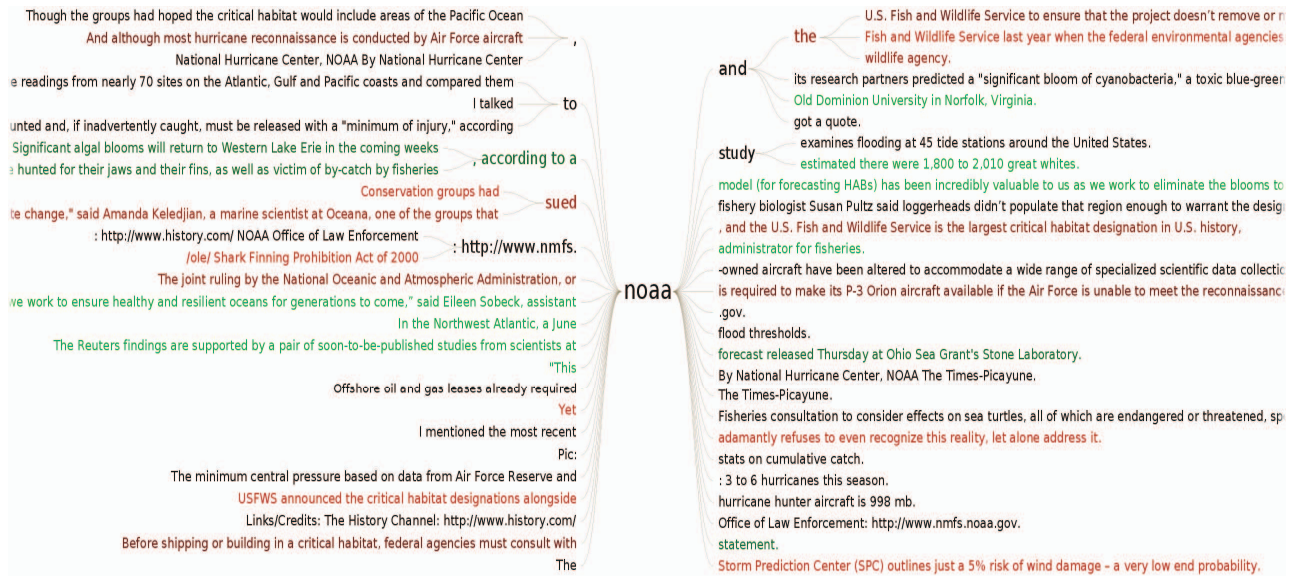 Though the groups had hoped the critical habitat would include areas of the Pacific Ocean
And although most hurricane reconnaissance is conducted by Air Force aircraft
National Hurricane Center, NOAA By National Hurricane Center
,
e readings from nearly 70 sites on the Atlantic, Gulf and Pacific coasts and compared them
I talked
unted and, if inadvertently caught, must be released with a "minimum of injury," according
to
Significant algal blooms will return to Western Lake Erie in the coming weeks
e hunted for their jaws and their fins, as well as victim of by-catch by fisheries
, according to a
Conservation groups had
te change," said Amanda Keledjian, a marine scientist at Oceana, one of the groups that
sued
: http://www.history.com/ NOAA Office of Law Enforcement
/ole/ Shark Finning Prohibition Act of 2000
: http://www.nmfs.
The joint ruling by the National Oceanic and Atmospheric Administration, or
we work to ensure healthy and resilient oceans for generations to come," said Eileen Sobeck, assistant
In the Northwest Atlantic, a June
The Reuters findings are supported by a pair of soon-to-be-published studies from scientists at
"This
Offshore oil and gas leases already required
Yet
I mentioned the most recent
Pic:
The minimum central pressure based on data from Air Force Reserve and
USFWS announced the critical habitat designations alongside
Links/Credits: The History Channel: http://www.history.com/
Before shipping or building in a critical habitat, federal agencies must consult with
The
noaa
and
the
U.S. Fish and Wildlife Service to ensure that the project doesn't remove or
Fish and Wildlife Service last year when the federal environmental agencies
wildlife agency.
its research partners predicted a "significant bloom of cyanobacteria," a toxic blue-green
Old Dominion University in Norfolk, Virginia.
got a quote.
study
examines flooding at 45 tide stations around the United States.
estimated there were 1,800 to 2,010 great whites.
model (for forecasting HABs) has been incredibly valuable to us as we work to eliminate the blooms to
fishery biologist Susan Pultz said loggerheads didn't populate that region enough to warrant the desig
, and the U.S. Fish and Wildlife Service is the largest critical habitat designation in U.S. history,
administrator for fisheries.
-owned aircraft have been altered to accommodate a wide range of specialized scientific data collectio
is required to make its P-3 Orion aircraft available if the Air Force is unable to meet the reconnaissance
.gov.
flood thresholds.
forecast released Thursday at Ohio Sea Grant's Stone Laboratory.
By National Hurricane Center, NOAA The Times-Picayune.
The Times-Picayune.
Fisheries consultation to consider effects on sea turtles, all of which are endangered or threatened, sp
adamantly refuses to even recognize this reality, let alone address it.
stats on cumulative catch.
: 3 to 6 hurricanes this season.
hurricane hunter aircraft is 998 mb.
Office of Law Enforcement: http://www.nmfs.noaa.gov.
statement.
Storm Prediction Center (SPC) outlines just a 5% risk of wind damage – a very low end probability.